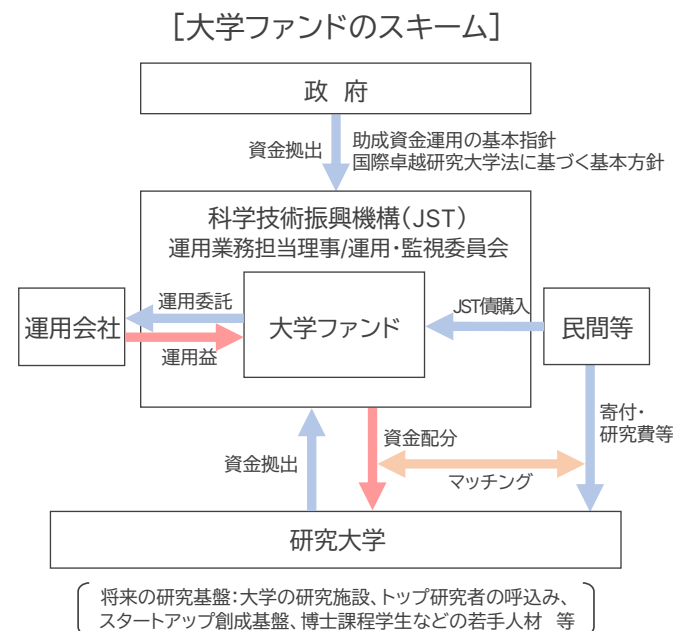 [大学ファンドのスキーム]
政 府
資金拠出
助成資金運用の基本指針
国際卓越研究大学法に基づく基本方針
科学技術振興機構(JST)
運用業務担当理事/運用・監視委員会
運用会社
運用委託
運用益
大学ファンド
JST債購入
民間等
資金拠出
資金配分
マッチング
寄付・
研究費等
研究大学
将来の研究基盤:大学の研究施設、トップ研究者の呼込み、
スタートアップ創成基盤、博士課程学生などの若手人材 等